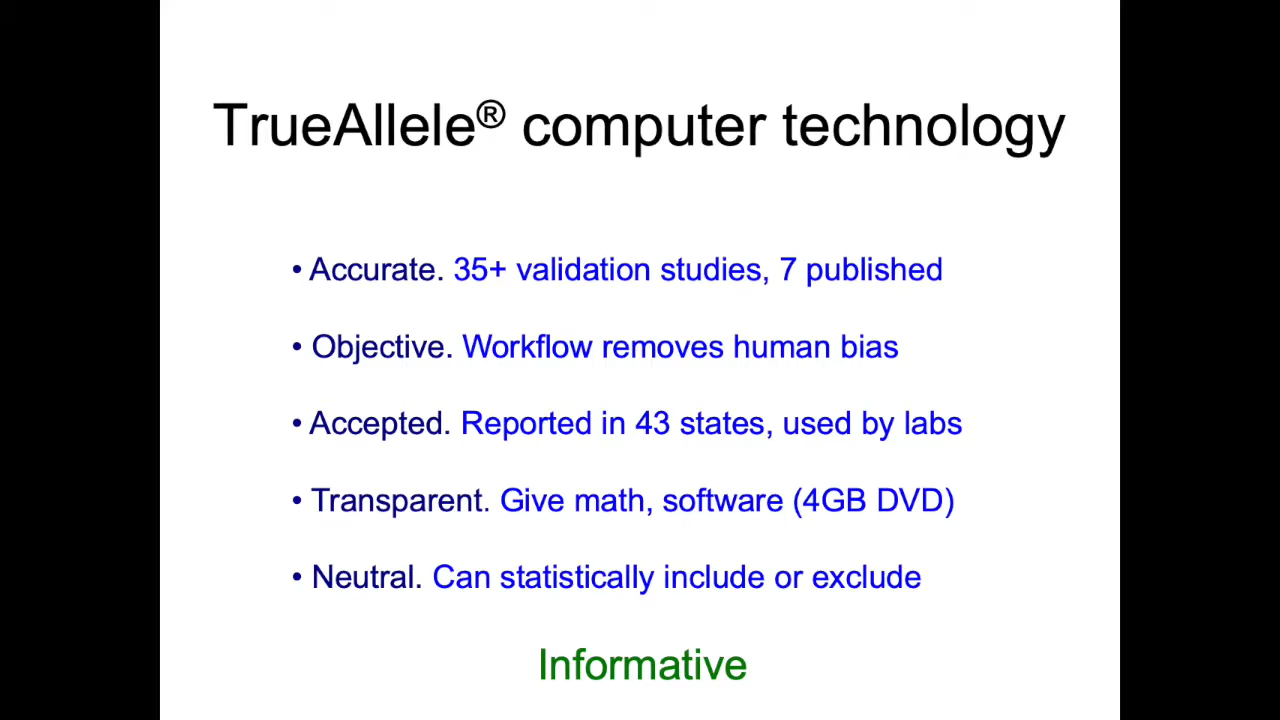 TrueAllele® computer technology
• Accurate. 35+ validation studies, 7 published
• Objective. Workflow removes human bias
• Accepted. Reported in 43 states, used by labs
• Transparent. Give math, software (4GB DVD)
• Neutral. Can statistically include or exclude
Informative